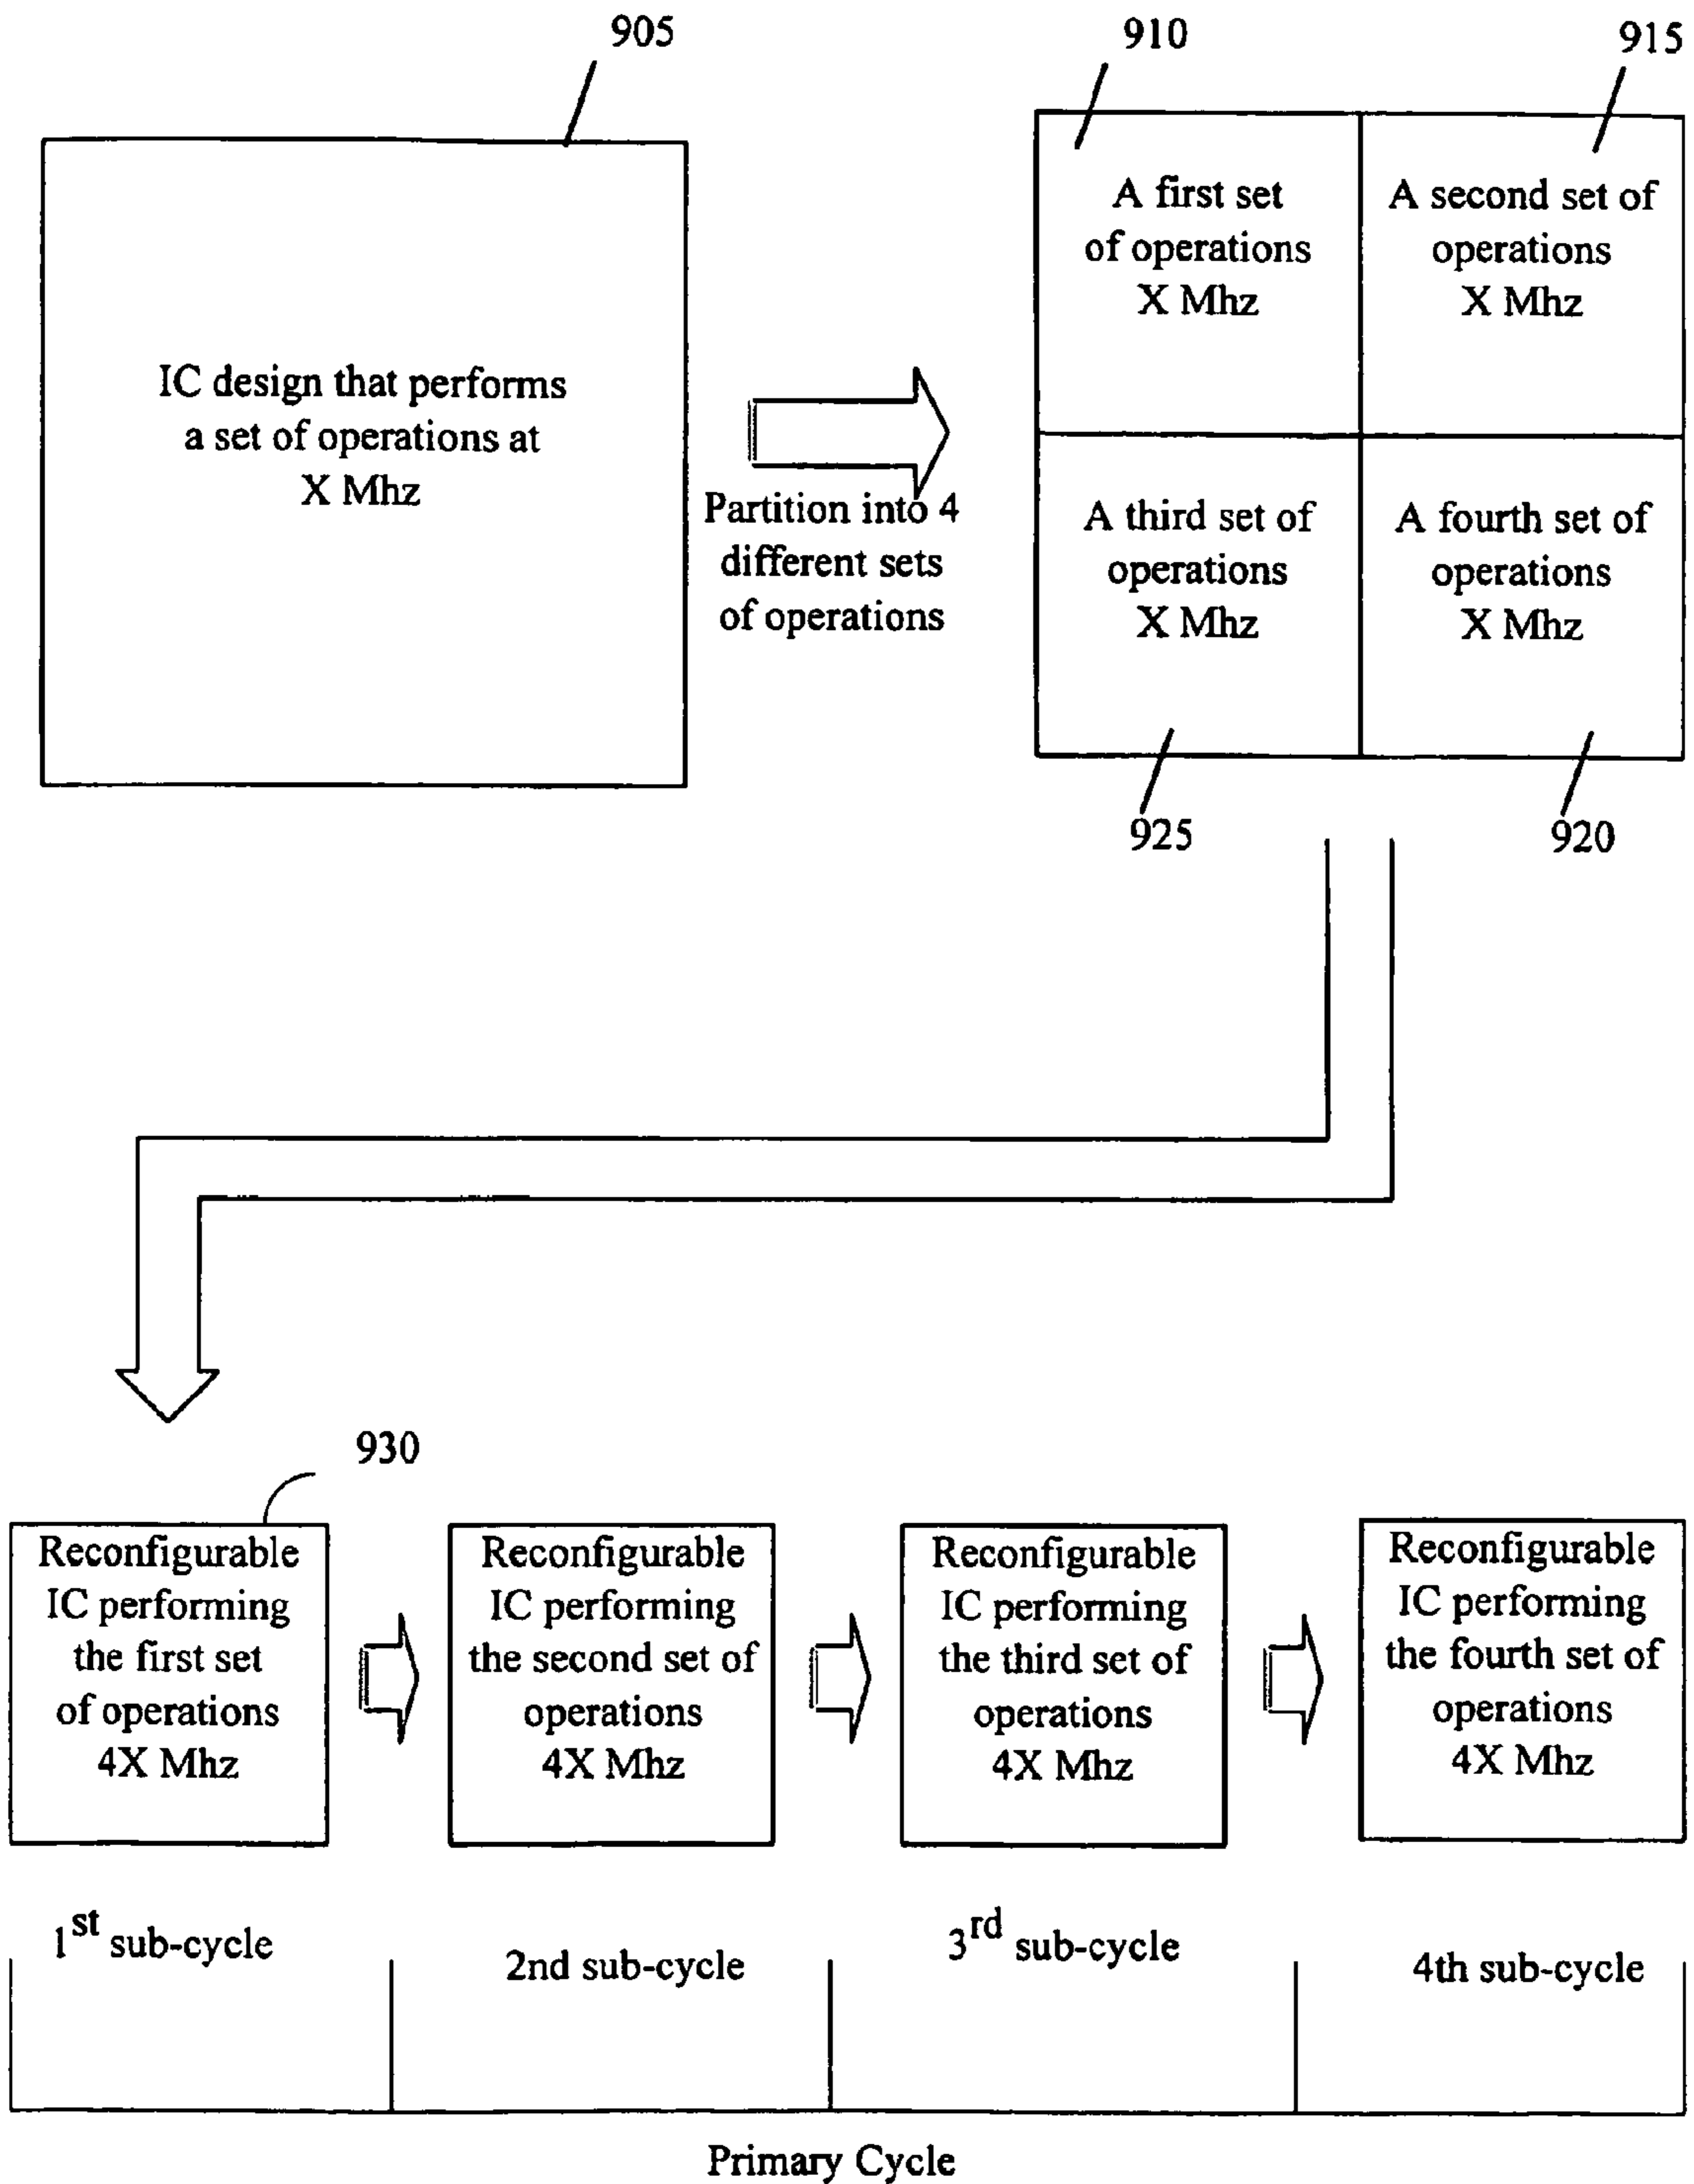 905
910
915
IC design that performs
a set of operations at
X Mhz
Partition into 4
different sets
of operations
A first set
of operations
X Mhz
A second set of
operations
X Mhz
A third set of
operations
X Mhz
A fourth set of
operations
X Mhz
925
920
930
Reconfigurable
IC performing
the first set
of operations
4X Mhz
Reconfigurable
IC performing
the second set of
operations
4X Mhz
Reconfigurable
IC performing
the third set of
operations
4X Mhz
Reconfigurable
IC performing
the fourth set of
operations
4X Mhz
1st sub-cycle
2nd sub-cycle
3rd sub-cycle
4th sub-cycle
Primary Cycle